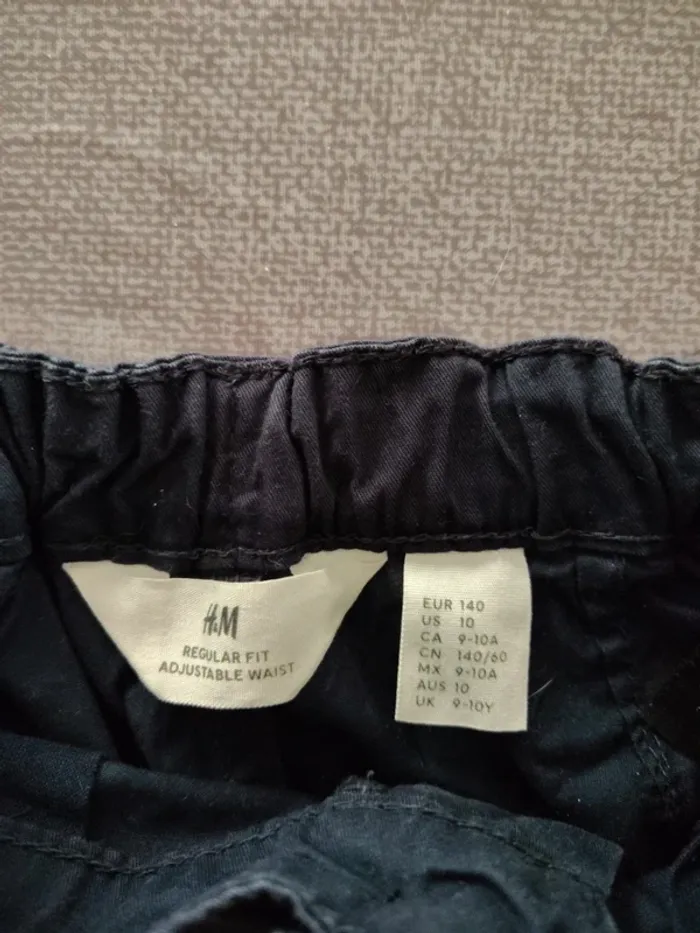 H&M
REGULAR FIT
ADJUSTABLE WAIST
EUR 140
US 10
CA 9-10A
CN 140/60
MX 9-10A
AUS 10
UK 9-10Y